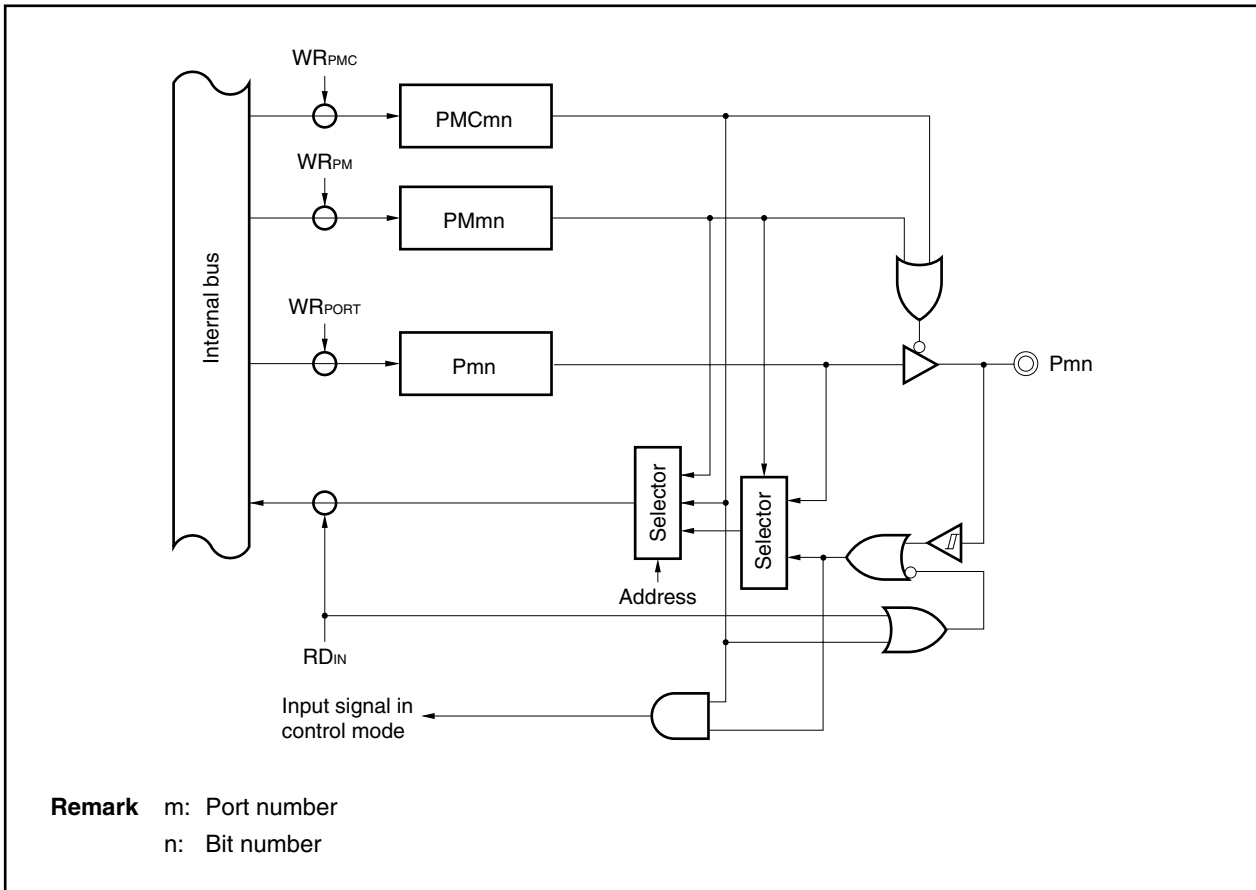 WRPMC
PMCmn
WRPM
PMmn
Internal bus
WRPORT
Pmn
Pmn
Selector
Selector
Address
RDIN
Input signal in
control mode
Remark m: Port number
n: Bit number